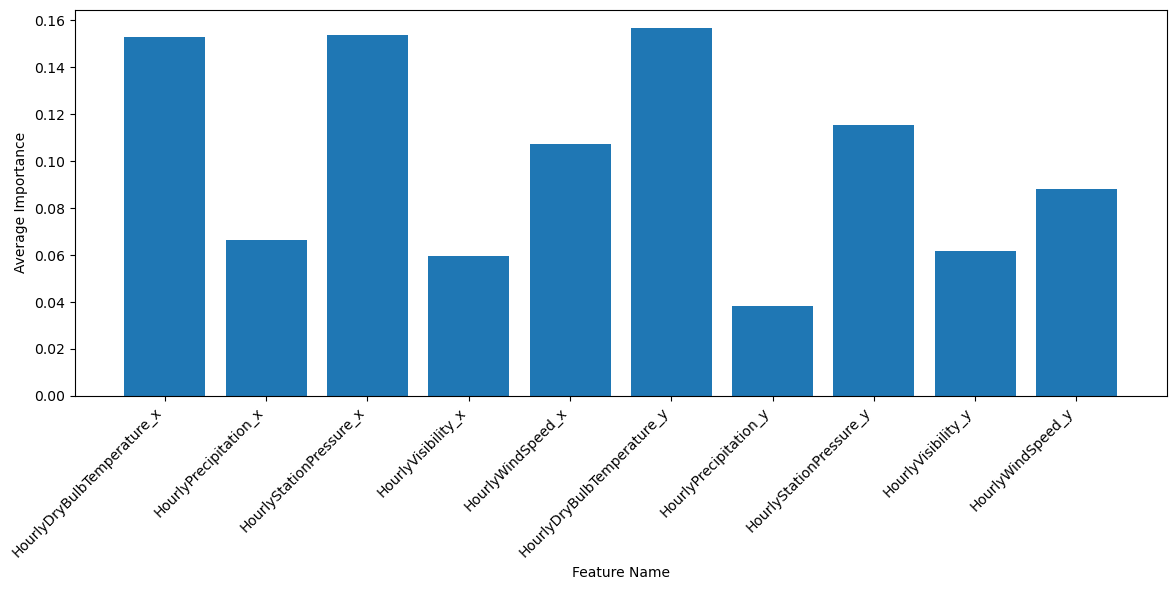 0.16
0.14
0.12
0.10
0.08
0.06
0.04
0.02
0.00
Average Importance
HourlyDryBulbTemperature_x
HourlyPrecipitation_x
HourlyStationPressure_x
HourlyVisibility_x
HourlyWindSpeed_x
HourlyDryBulbTemperature_y
HourlyPrecipitation_y
HourlyStationPressure_y
HourlyVisibility_y
HourlyWindSpeed_y
Feature Name